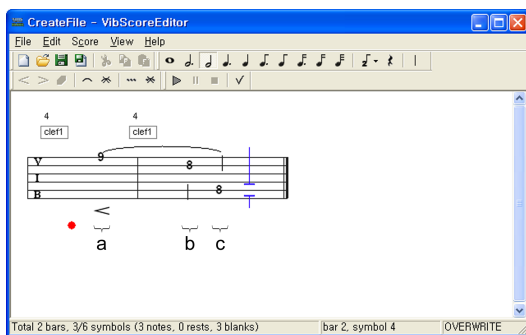 CreateFile - VibScoreEditor
File Edit Score View Help
4 4
clef1 clef1
V 9 8
I
B 8
a b c
Total 2 bars, 3/6 symbols (3 notes, 0 rests, 3 blanks) bar 2, symbol 4 OVERWRITE